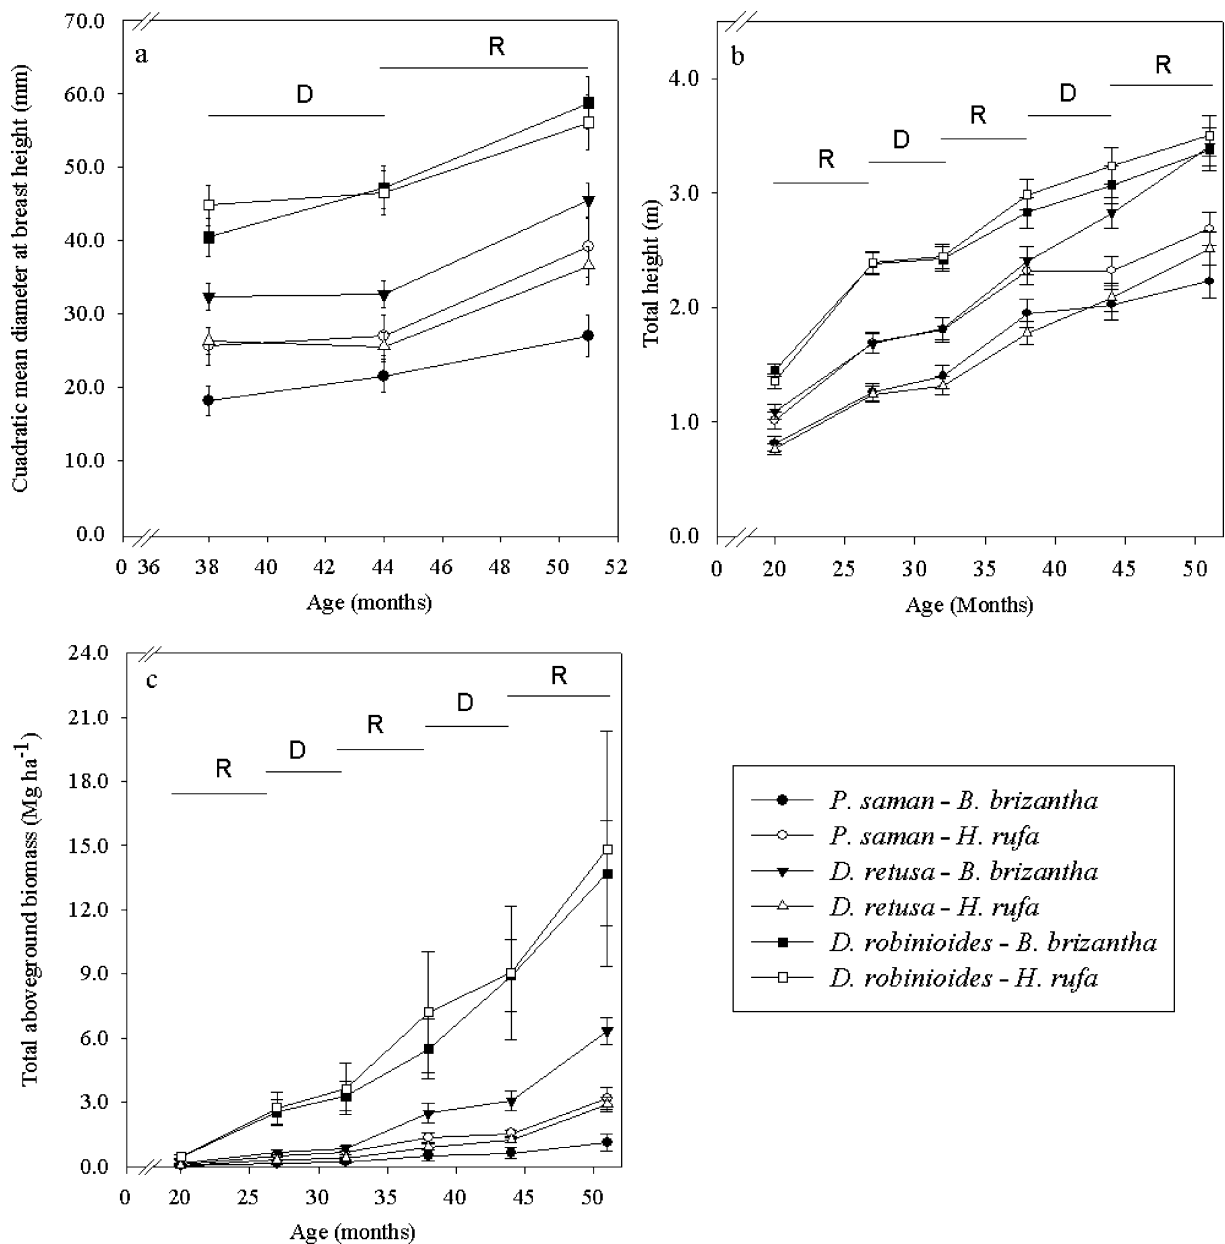 70.0
60.0
50.0
40.0
30.0
20.0
10.0
0.0
Cuadratic mean diameter at breast height (mm)
a
D
R
0 36 38 40 42 44 46 48 50 52
Age (months)
4.0
3.0
2.0
1.0
0.0
Total height (m)
b
R
D
R
D
R
0 20 25 30 35 40 45 50
Age (Months)
24.0
21.0
18.0
15.0
12.0
9.0
6.0
3.0
0.0
Total aboveground biomass (Mg ha-1)
c
R
D
R
D
R
0 20 25 30 35 40 45 50
Age (months)
P. saman - B. brizantha
P. saman - H. rufa
D. retusa - B. brizantha
D. retusa - H. rufa
D. robinioides - B. brizantha
D. robinioides - H. rufa